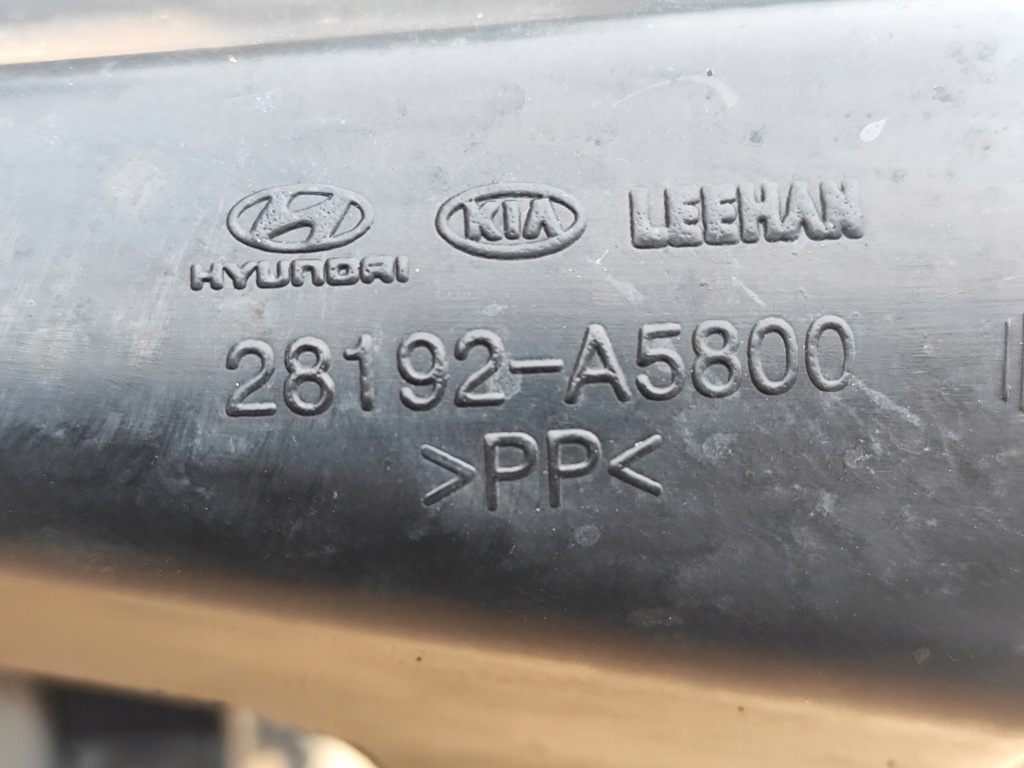 HYUNDAI KIA LEEHAN
28192-A5800
>PP<